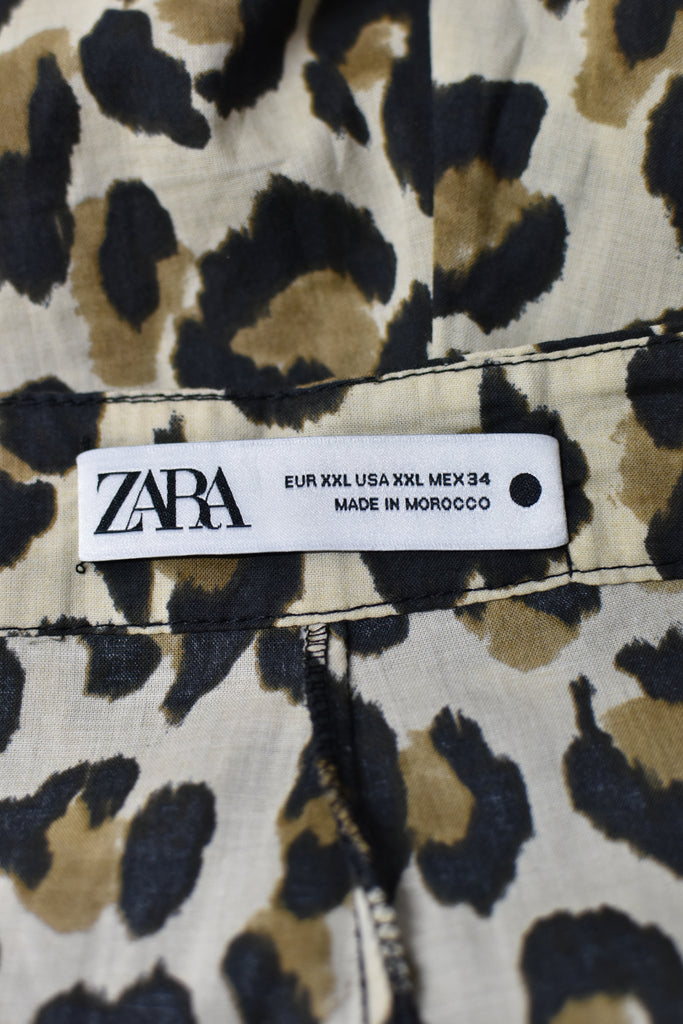 ZARA
EUR XXL USA XXL MEX 34
MADE IN MOROCCO